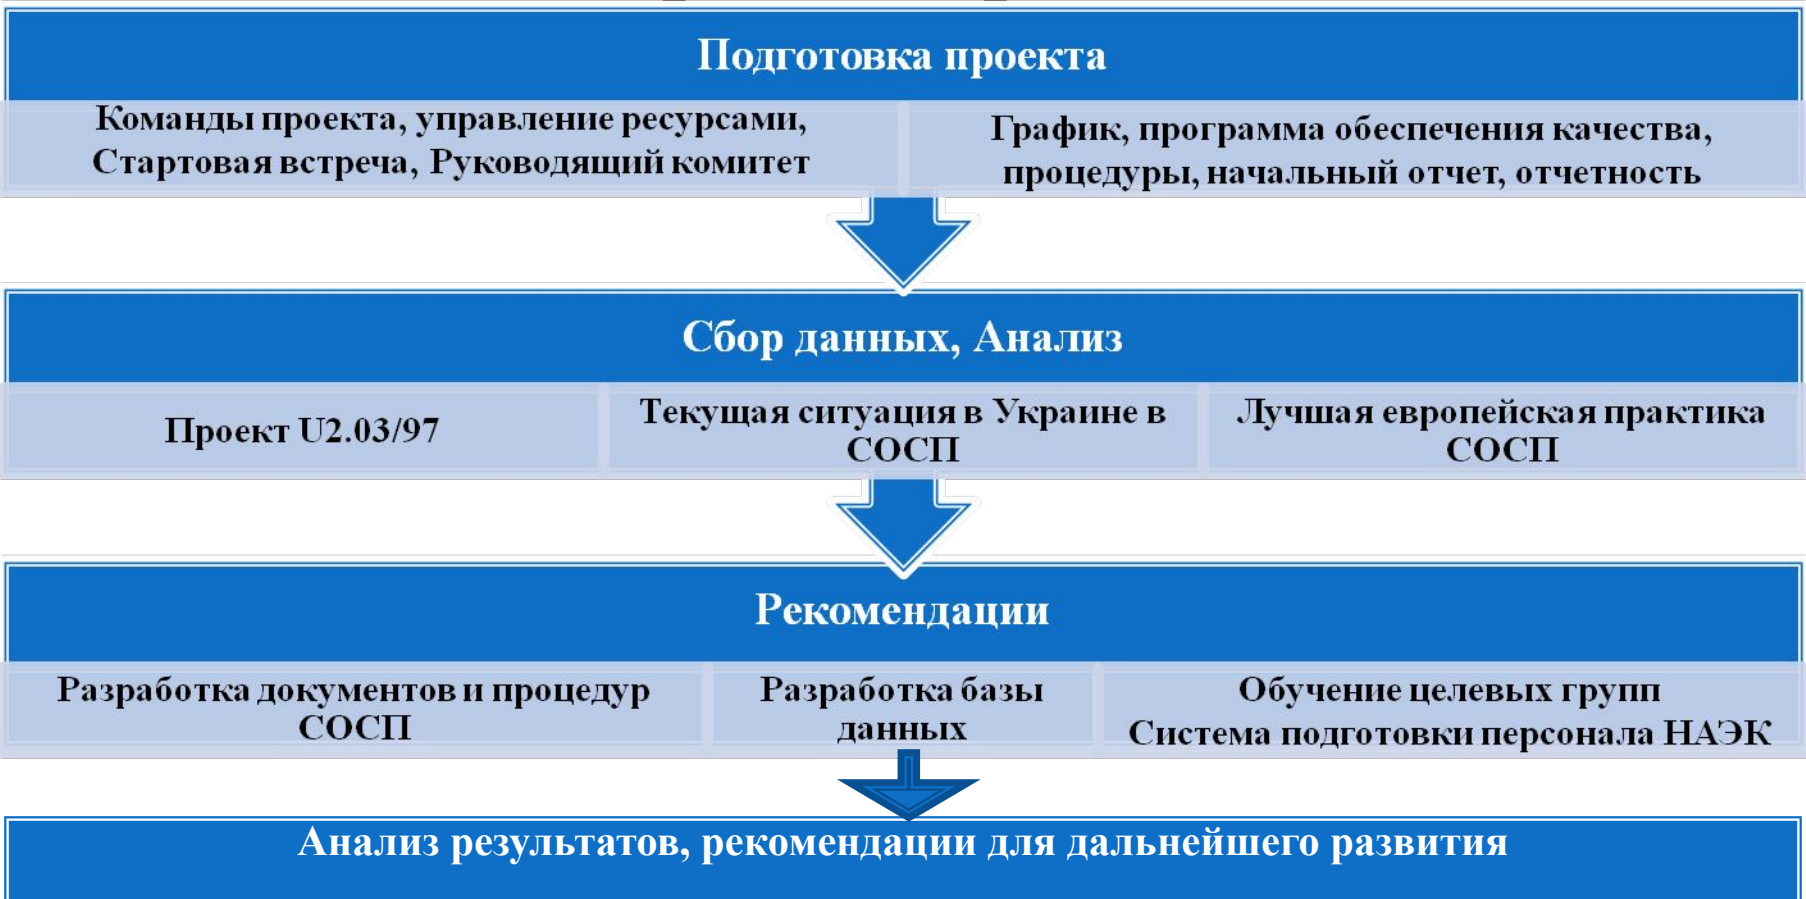 Подготовка проекта
Команды проекта, управление ресурсами,
Стартовая встреча, Руководящий комитет
График, программа обеспечения качества,
процедуры, начальный отчет, отчетность
Сбор данных, Анализ
Проект U2.03/97
Текущая ситуация в Украине в
СОСП
Лучшая европейская практика
СОСП
Рекомендации
Разработка документов и процедур
СОСП
Разработка базы
данных
Обучение целевых групп
Система подготовки персонала НАЭК
Анализ результатов, рекомендации для дальнейшего развития